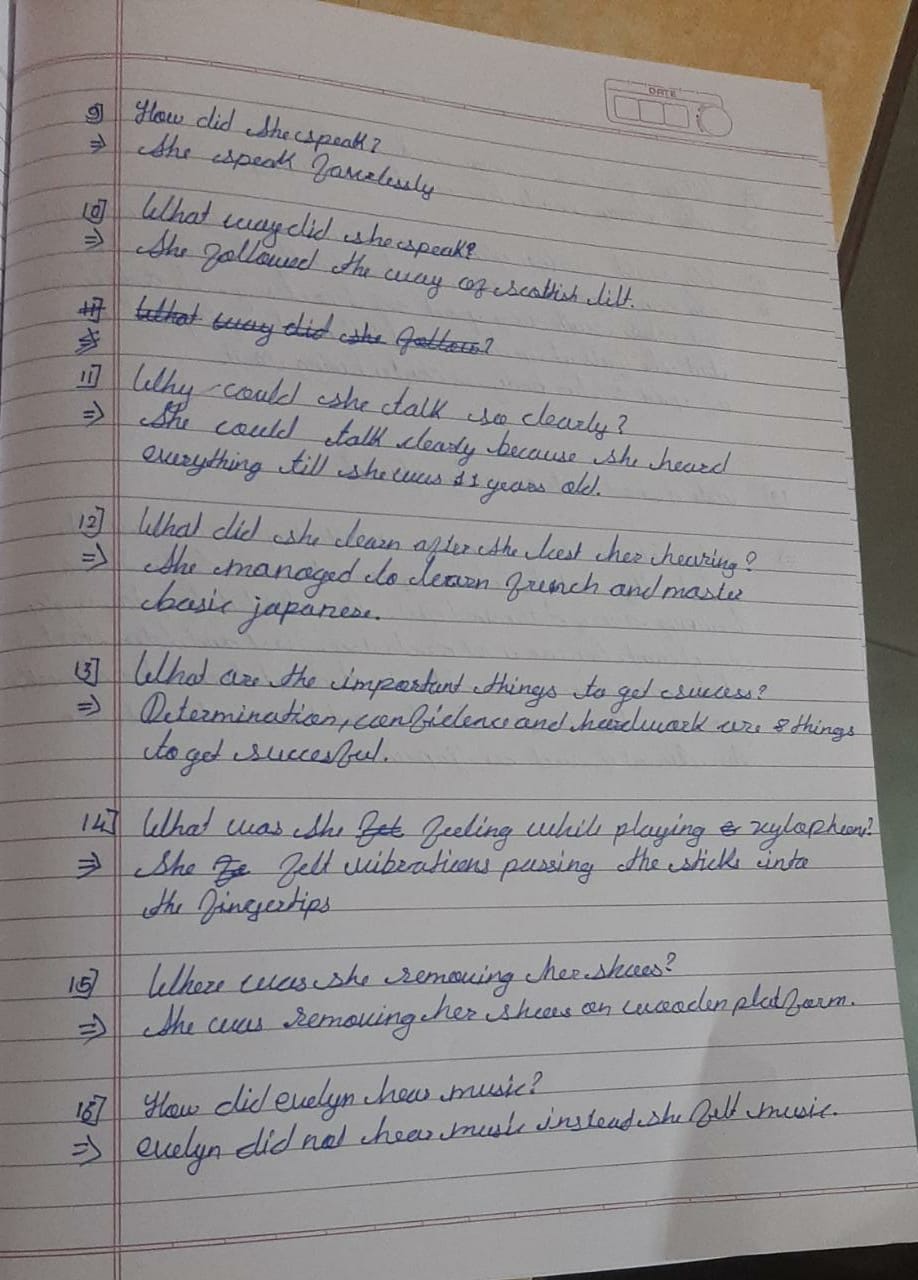 DATE
9] How did she speak?
⇒ She speak flawlessly
10] What way did she speak?
⇒ She followed the way of scottish lilt.
11] What way did she follow?
⇒
11] Why could she talk so clearly?
⇒ She could talk clearly because she heard
everything till she was 11 years old.
12] What did she learn after she lost her hearing?
⇒ She managed to learn french and master
basic japanese.
13] What are the important things to get success?
⇒ Determination, confidence and hardwork are things
to get succesful.
14] What was she feeling while playing xylopheon?
⇒ She felt vibrations passing the sticks into
the fingertips
15] Where was she removing her shoes?
⇒ She was removing her shoes on wooden platform.
16] How did evelyn hear music?
⇒ evelyn did not hear music instead she felt music.